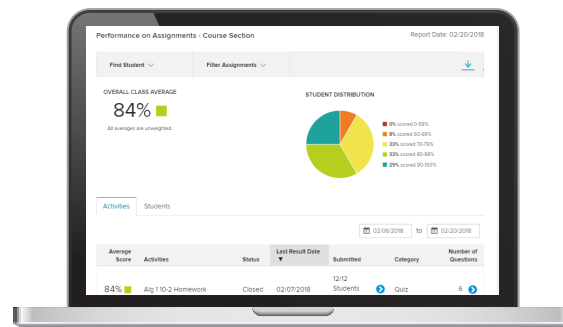 Performance on Assignments - Course Section
Report Date: 02/20/2018
Find Student
Filter Assignments
OVERALL CLASS AVERAGE
84%
All averages are unweighted
STUDENT DISTRIBUTION
0% scored 0-59%
8% scored 60-69%
33% scored 70-79%
33% scored 80-89%
25% scored 90-100%
Activities Students
02/06/2018 to 02/20/2018
Average Score Activities Status Last Result Date ▼ Submitted Category Number of Questions
84% Alg 1 10-2 Homework Closed 02/07/2018 12/12 Students Quiz 6